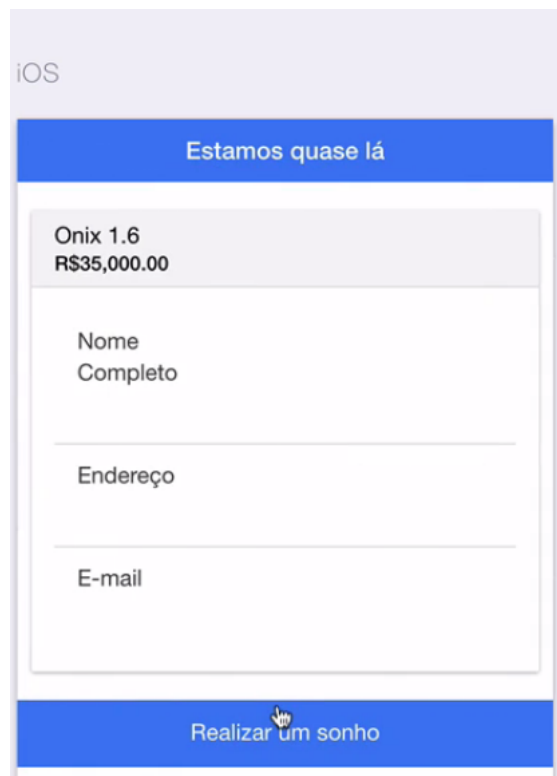 iOS
Estamos quase lá
Onix 1.6
R$35,000.00
Nome
Completo
Endereço
E-mail
Realizar um sonho